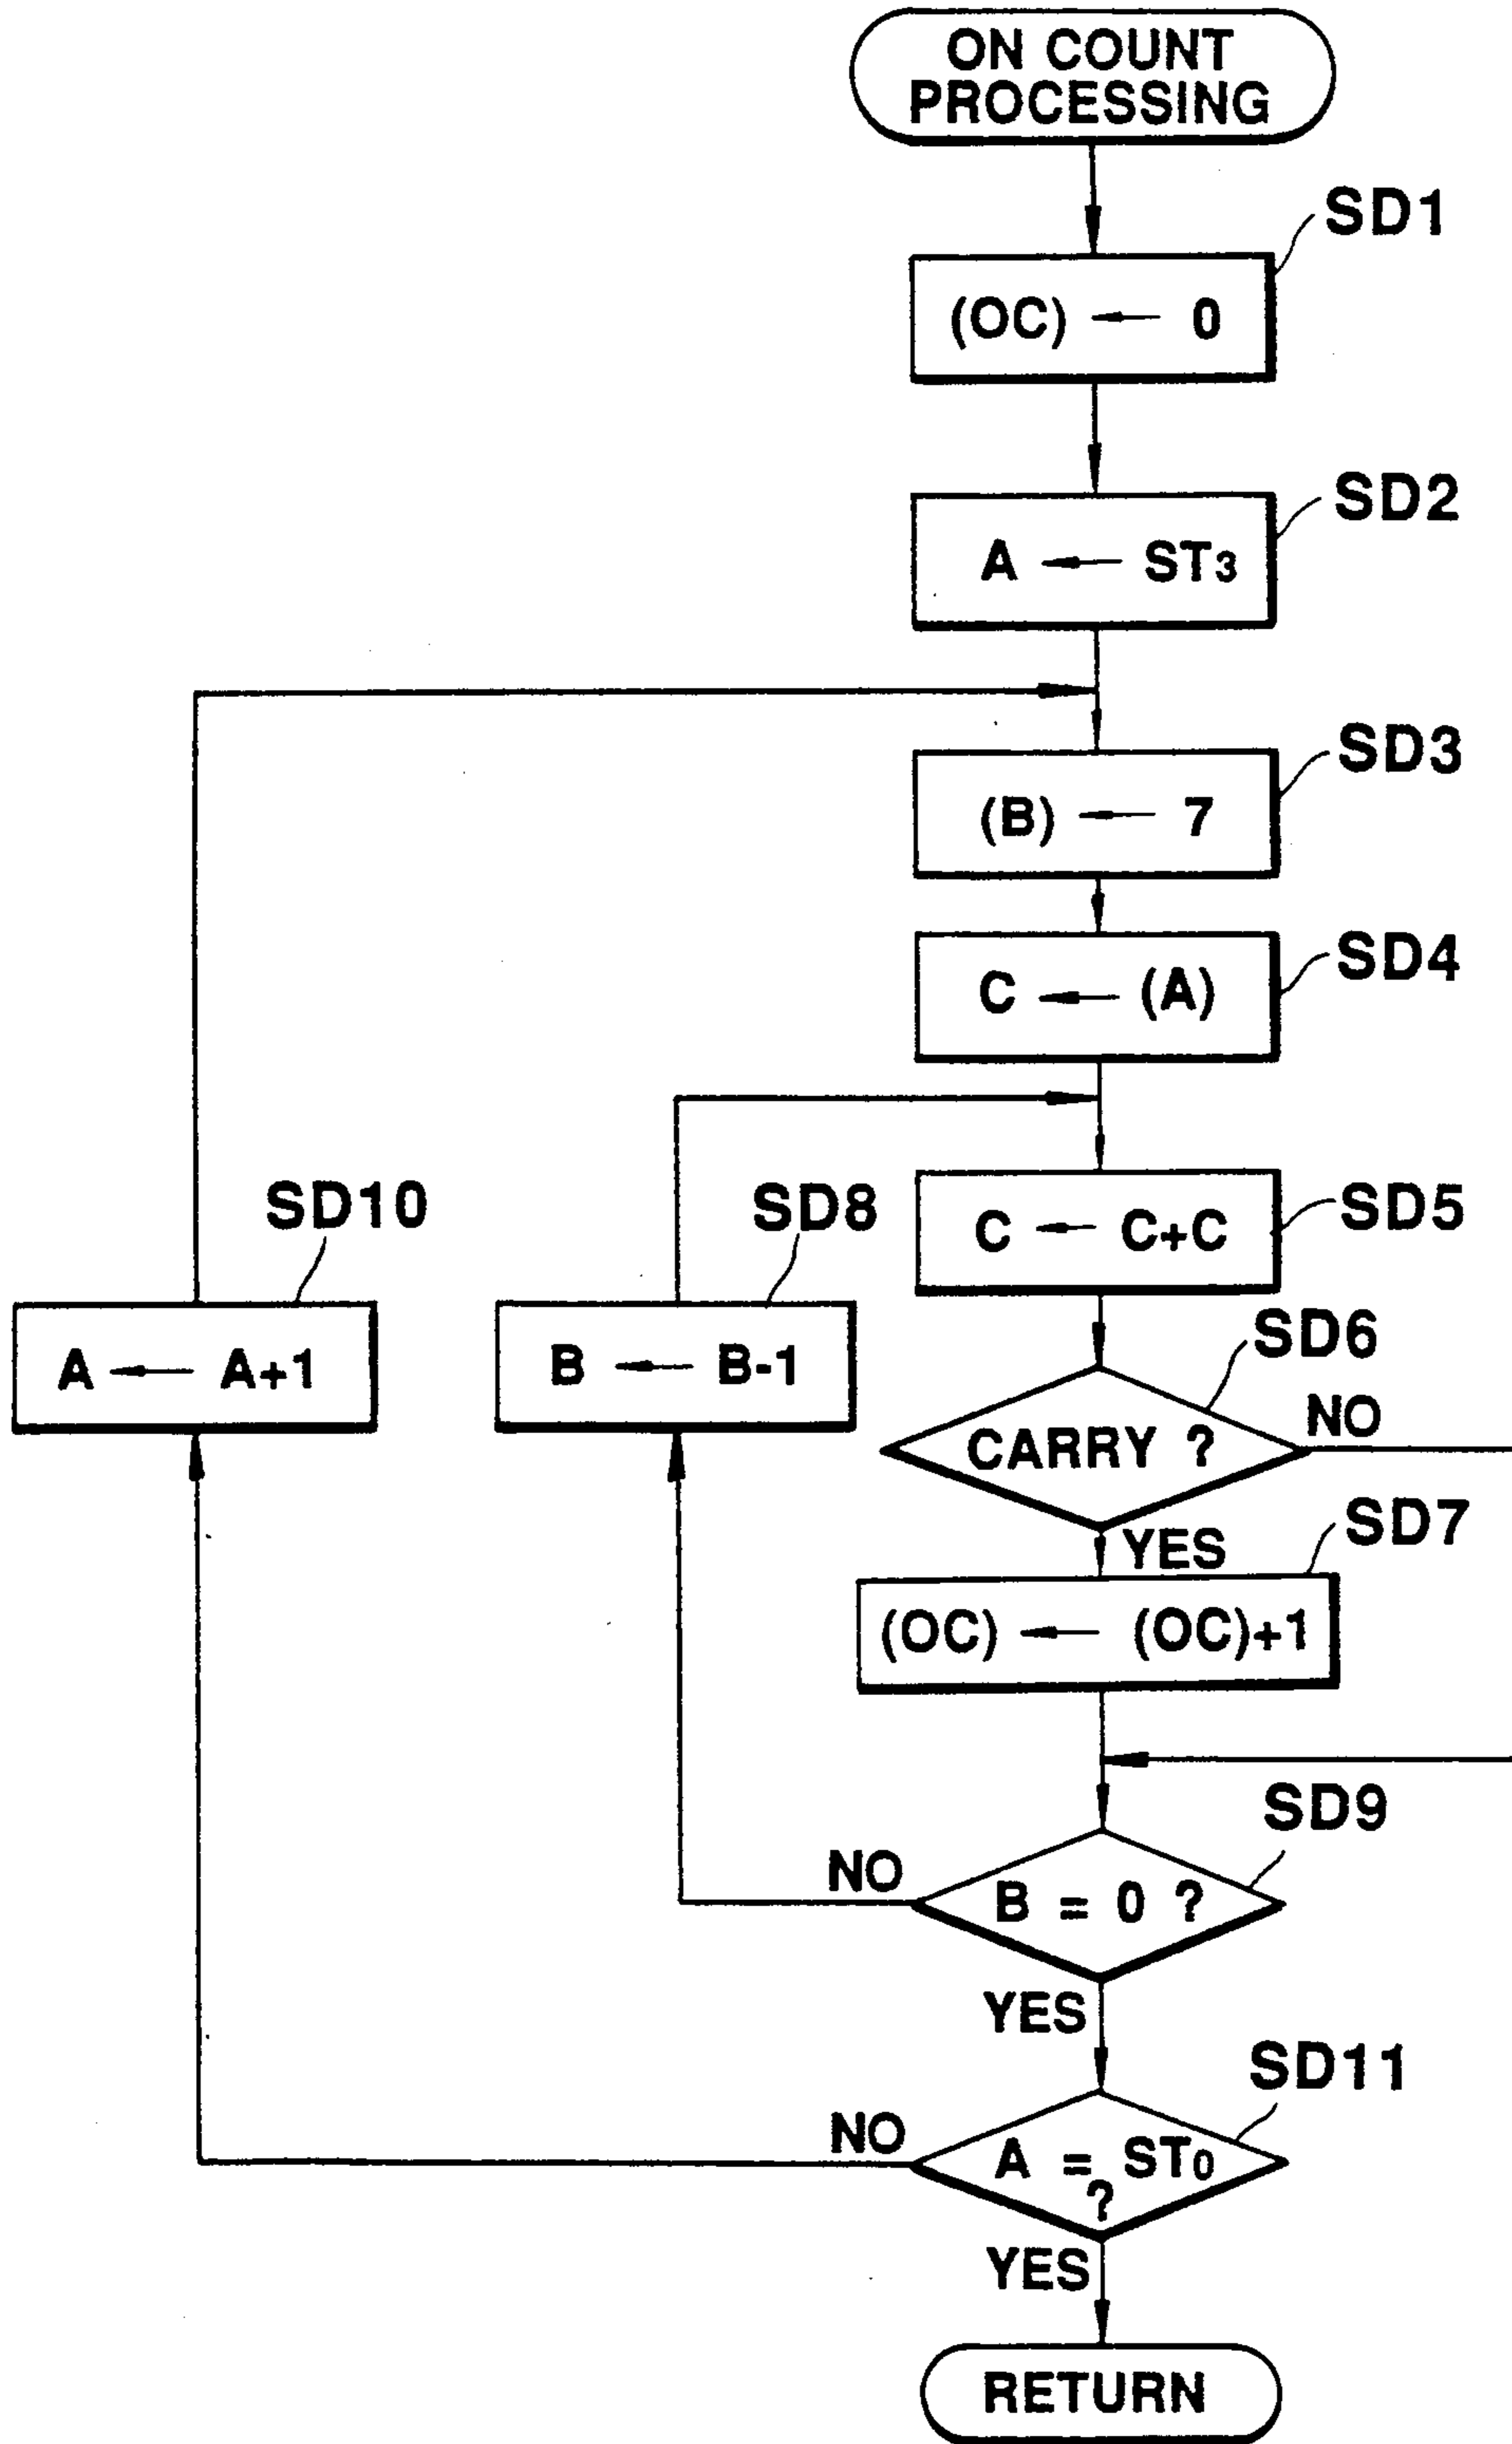 ON COUNT
PROCESSING
SD1
(OC) ← 0
SD2
A ← ST3
SD3
(B) ← 7
SD4
C ← (A)
SD10
SD8
SD5
C ← C+C
A ← A+1
B ← B-1
SD6
CARRY ?
NO
YES
SD7
(OC) ← (OC)+1
SD9
NO
B = 0 ?
YES
SD11
NO
A = ST0
?
YES
RETURN